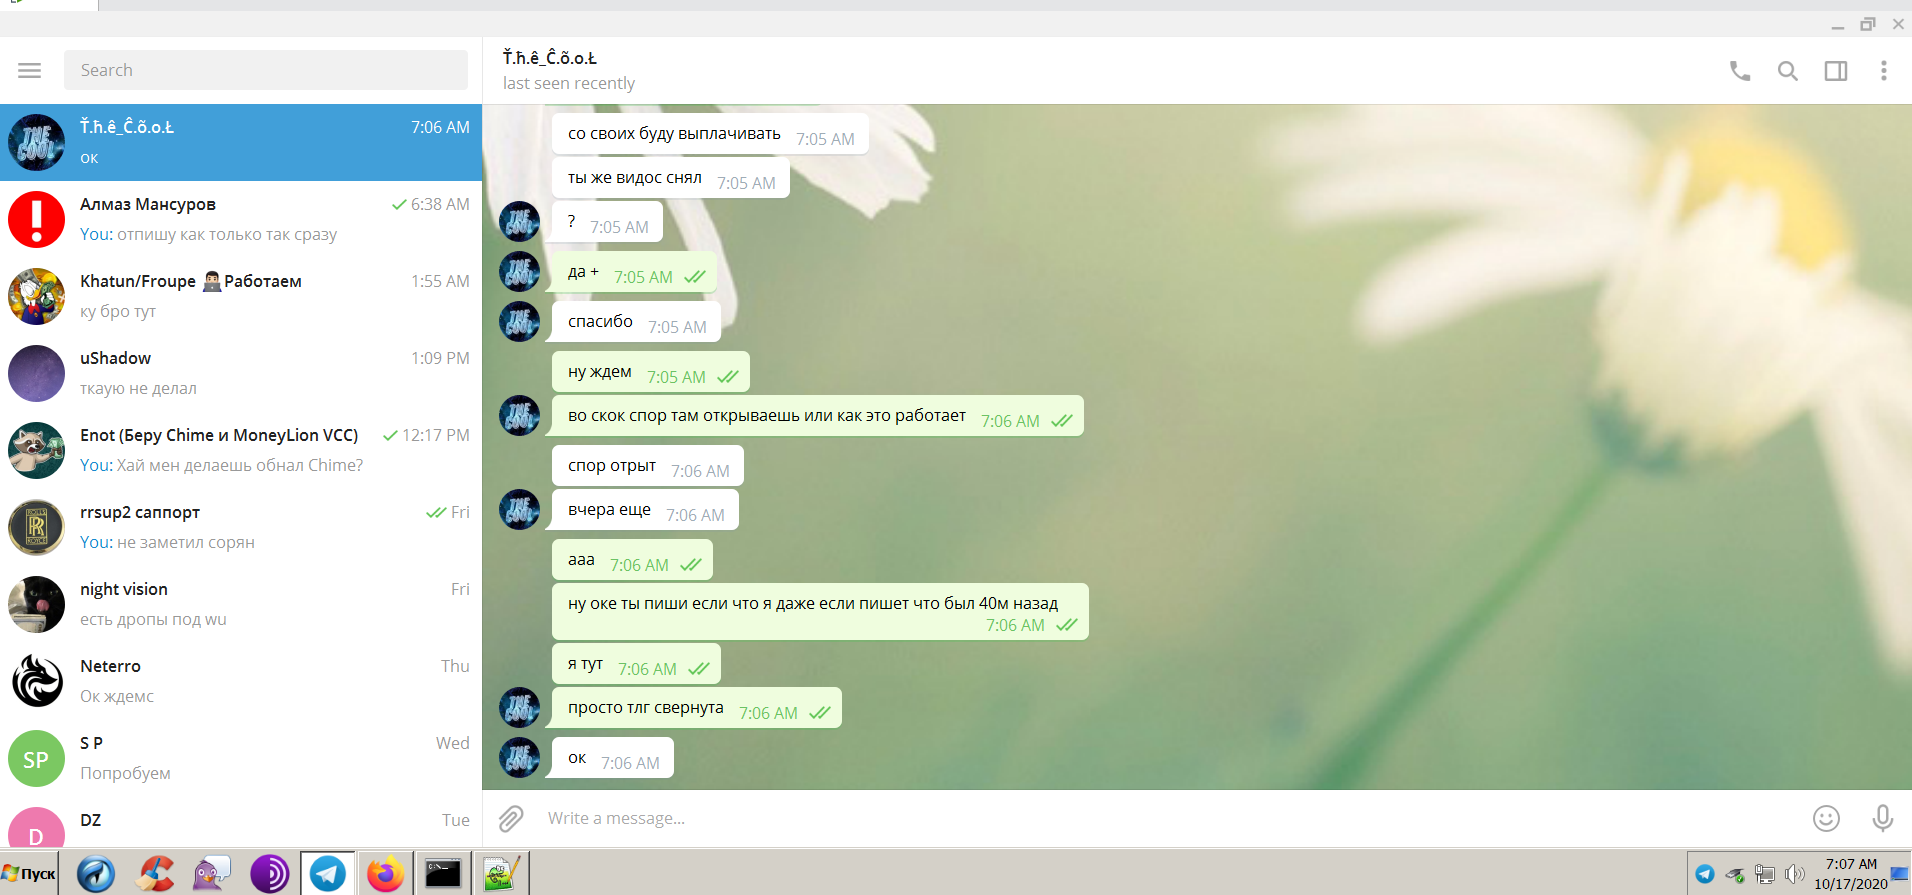 Search
Ť.ħ.ê_Ĉ.õ.o.Ł
7:06 AM
ок
Алмаз Мансуров
6:38 AM
You: отпишу как только так сразу
Khatun/Froupe 👨🏻‍💻Работаем
1:55 AM
ку бро тут
uShadow
1:09 PM
ткаую не делал
Enot (Беру Chime и MoneyLion VCC)
12:17 PM
You: Хай мен делаешь обнал Chime?
rrsup2 саппорт
Fri
You: не заметил сорян
night vision
Fri
есть дропы под wu
Neterro
Thu
Ок ждемс
SP
S P
Wed
Попробуем
D
DZ
Tue
Ť.ħ.ê_Ĉ.õ.o.Ł
last seen recently
со своих буду выплачивать 7:05 AM
ты же видос снял 7:05 AM
? 7:05 AM
да + 7:05 AM
спасибо 7:05 AM
ну ждем 7:05 AM
во скок спор там открываешь или как это работает 7:06 AM
спор отрыт 7:06 AM
вчера еще 7:06 AM
ааа 7:06 AM
ну оке ты пиши если что я даже если пишет что был 40м назад
7:06 AM
я тут 7:06 AM
просто тлг свернута 7:06 AM
ок 7:06 AM
Write a message...
Пуск
7:07 AM
10/17/2020